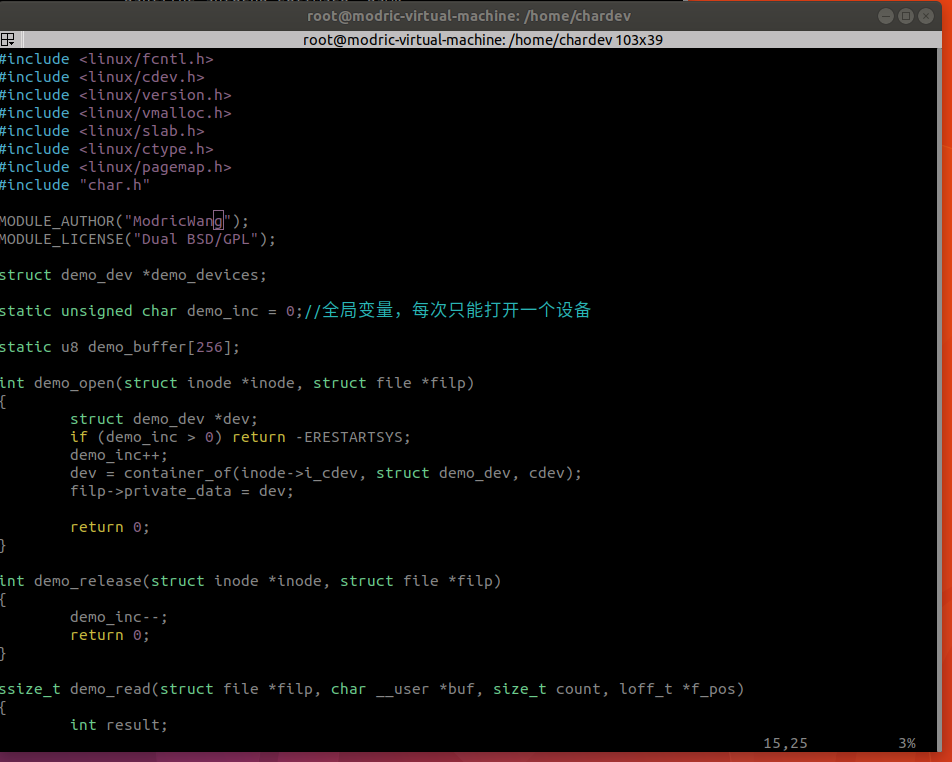 root@modric-virtual-machine: /home/chardev
root@modric-virtual-machine: /home/chardev 103x39
#include <linux/fcntl.h>
#include <linux/cdev.h>
#include <linux/version.h>
#include <linux/vmalloc.h>
#include <linux/slab.h>
#include <linux/ctype.h>
#include <linux/pagemap.h>
#include "char.h"
MODULE_AUTHOR("ModricWang");
MODULE_LICENSE("Dual BSD/GPL");
struct demo_dev *demo_devices;
static unsigned char demo_inc = 0;//全局变量，每次只能打开一个设备
static u8 demo_buffer[256];
int demo_open(struct inode *inode, struct file *filp)
{
        struct demo_dev *dev;
        if (demo_inc > 0) return -ERESTARTSYS;
        demo_inc++;
        dev = container_of(inode->i_cdev, struct demo_dev, cdev);
        filp->private_data = dev;
        return 0;
}
int demo_release(struct inode *inode, struct file *filp)
{
        demo_inc--;
        return 0;
}
ssize_t demo_read(struct file *filp, char __user *buf, size_t count, loff_t *f_pos)
{
        int result;
15,25 3%